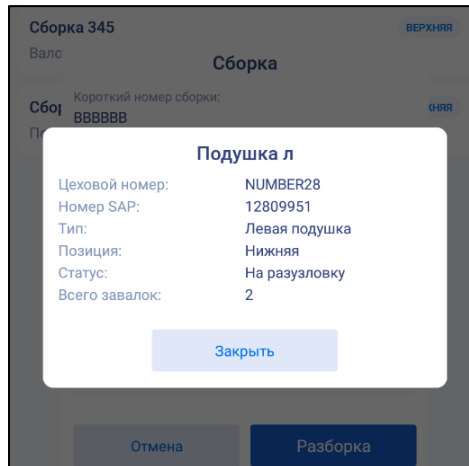 Сборка 345
ВЕРХНЯЯ
Сборка
Короткий номер сборки:
BBBBBB
Подушка л
Цеховой номер: NUMBER28
Номер SAP: 12809951
Тип: Левая подушка
Позиция: Нижняя
Статус: На разузловку
Всего завалок: 2
Закрыть
Отмена
Разборка